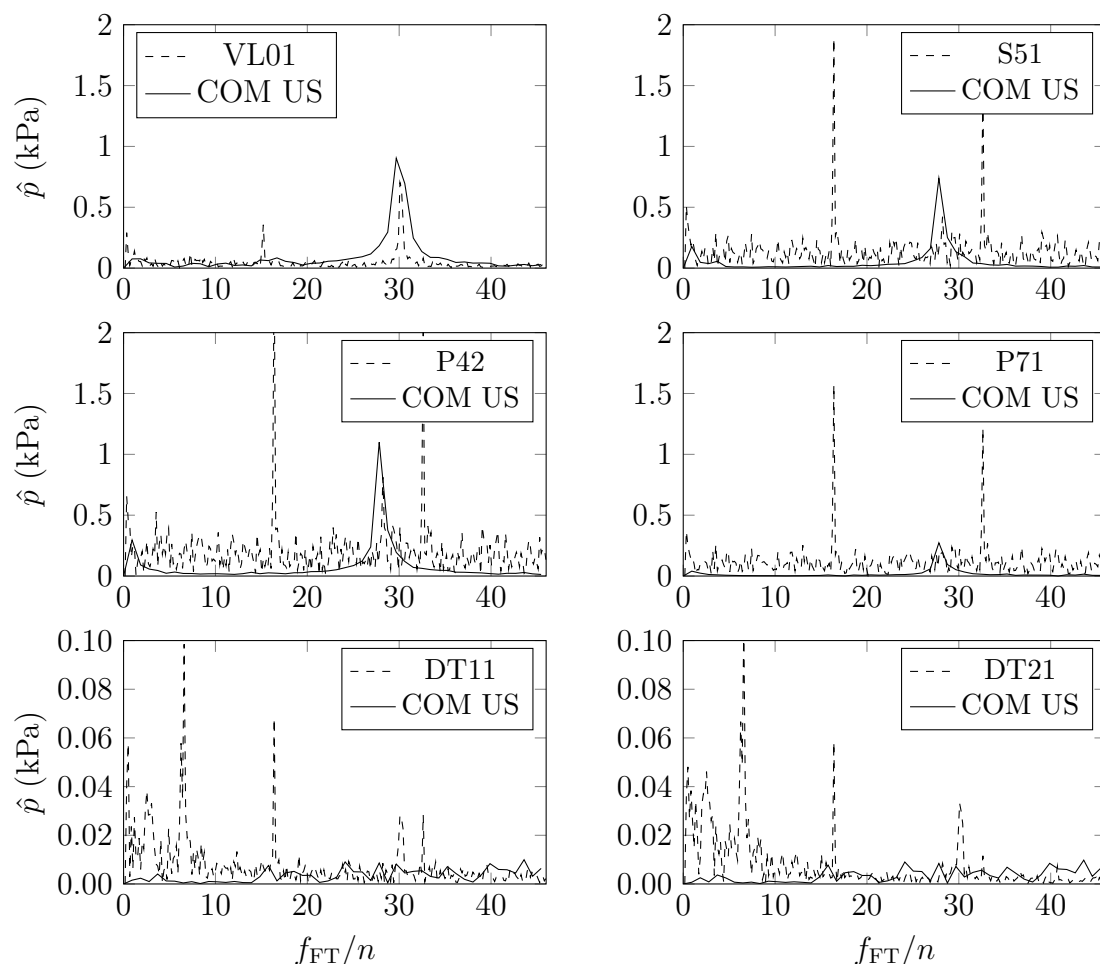 2
1.5
1
0.5
0
p̂ (kPa)
VL01
COM US
0 10 20 30 40
2
1.5
1
0.5
0
S51
COM US
0 10 20 30 40
2
1.5
1
0.5
0
p̂ (kPa)
P42
COM US
0 10 20 30 40
2
1.5
1
0.5
0
P71
COM US
0 10 20 30 40
0.10
0.08
0.06
0.04
0.02
0.00
p̂ (kPa)
DT11
COM US
0 10 20 30 40
f_FT/n
0.10
0.08
0.06
0.04
0.02
0.00
DT21
COM US
0 10 20 30 40
f_FT/n